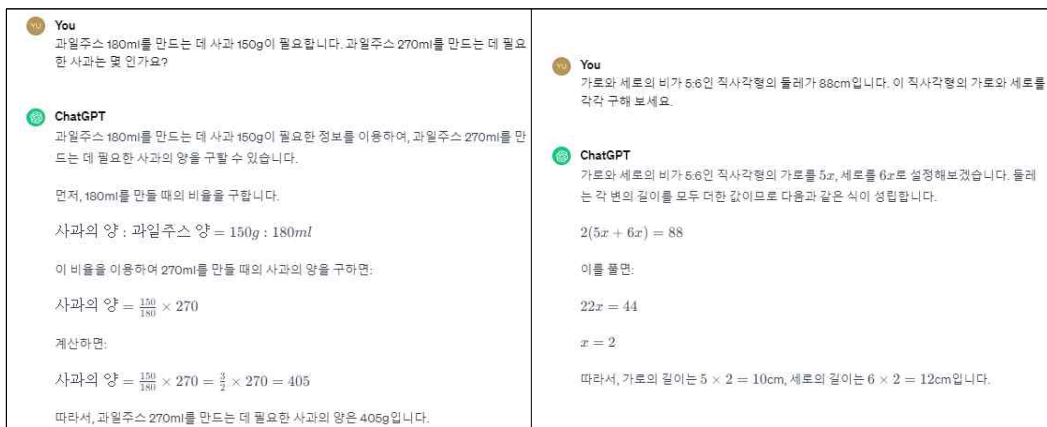 YU You
과일주스 180ml를 만드는 데 사과 150g이 필요합니다. 과일주스 270ml를 만드는 데 필요
한 사과는 몇 인가요?
ChatGPT
과일주스 180ml를 만드는 데 사과 150g이 필요한 정보를 이용하여, 과일주스 270ml를 만
드는 데 필요한 사과의 양을 구할 수 있습니다.
먼저, 180ml를 만들 때의 비율을 구합니다.
사과의 양 : 과일주스 양 = 150g : 180ml
이 비율을 이용하여 270ml를 만들 때의 사과의 양을 구하면:
사과의 양 = 150/180 × 270
계산하면:
사과의 양 = 150/180 × 270 = 3/2 × 270 = 405
따라서, 과일주스 270ml를 만드는 데 필요한 사과의 양은 405g입니다.
YU You
가로와 세로의 비가 5:6인 직사각형의 둘레가 88cm입니다. 이 직사각형의 가로와 세로를
각각 구해 보세요.
ChatGPT
가로와 세로의 비가 5:6인 직사각형의 가로를 5x, 세로를 6x로 설정해보겠습니다. 둘레
는 각 변의 길이를 모두 더한 값이므로 다음과 같은 식이 성립합니다.
2(5x + 6x) = 88
이를 풀면:
22x = 44
x = 2
따라서, 가로의 길이는 5 × 2 = 10cm, 세로의 길이는 6 × 2 = 12cm입니다.